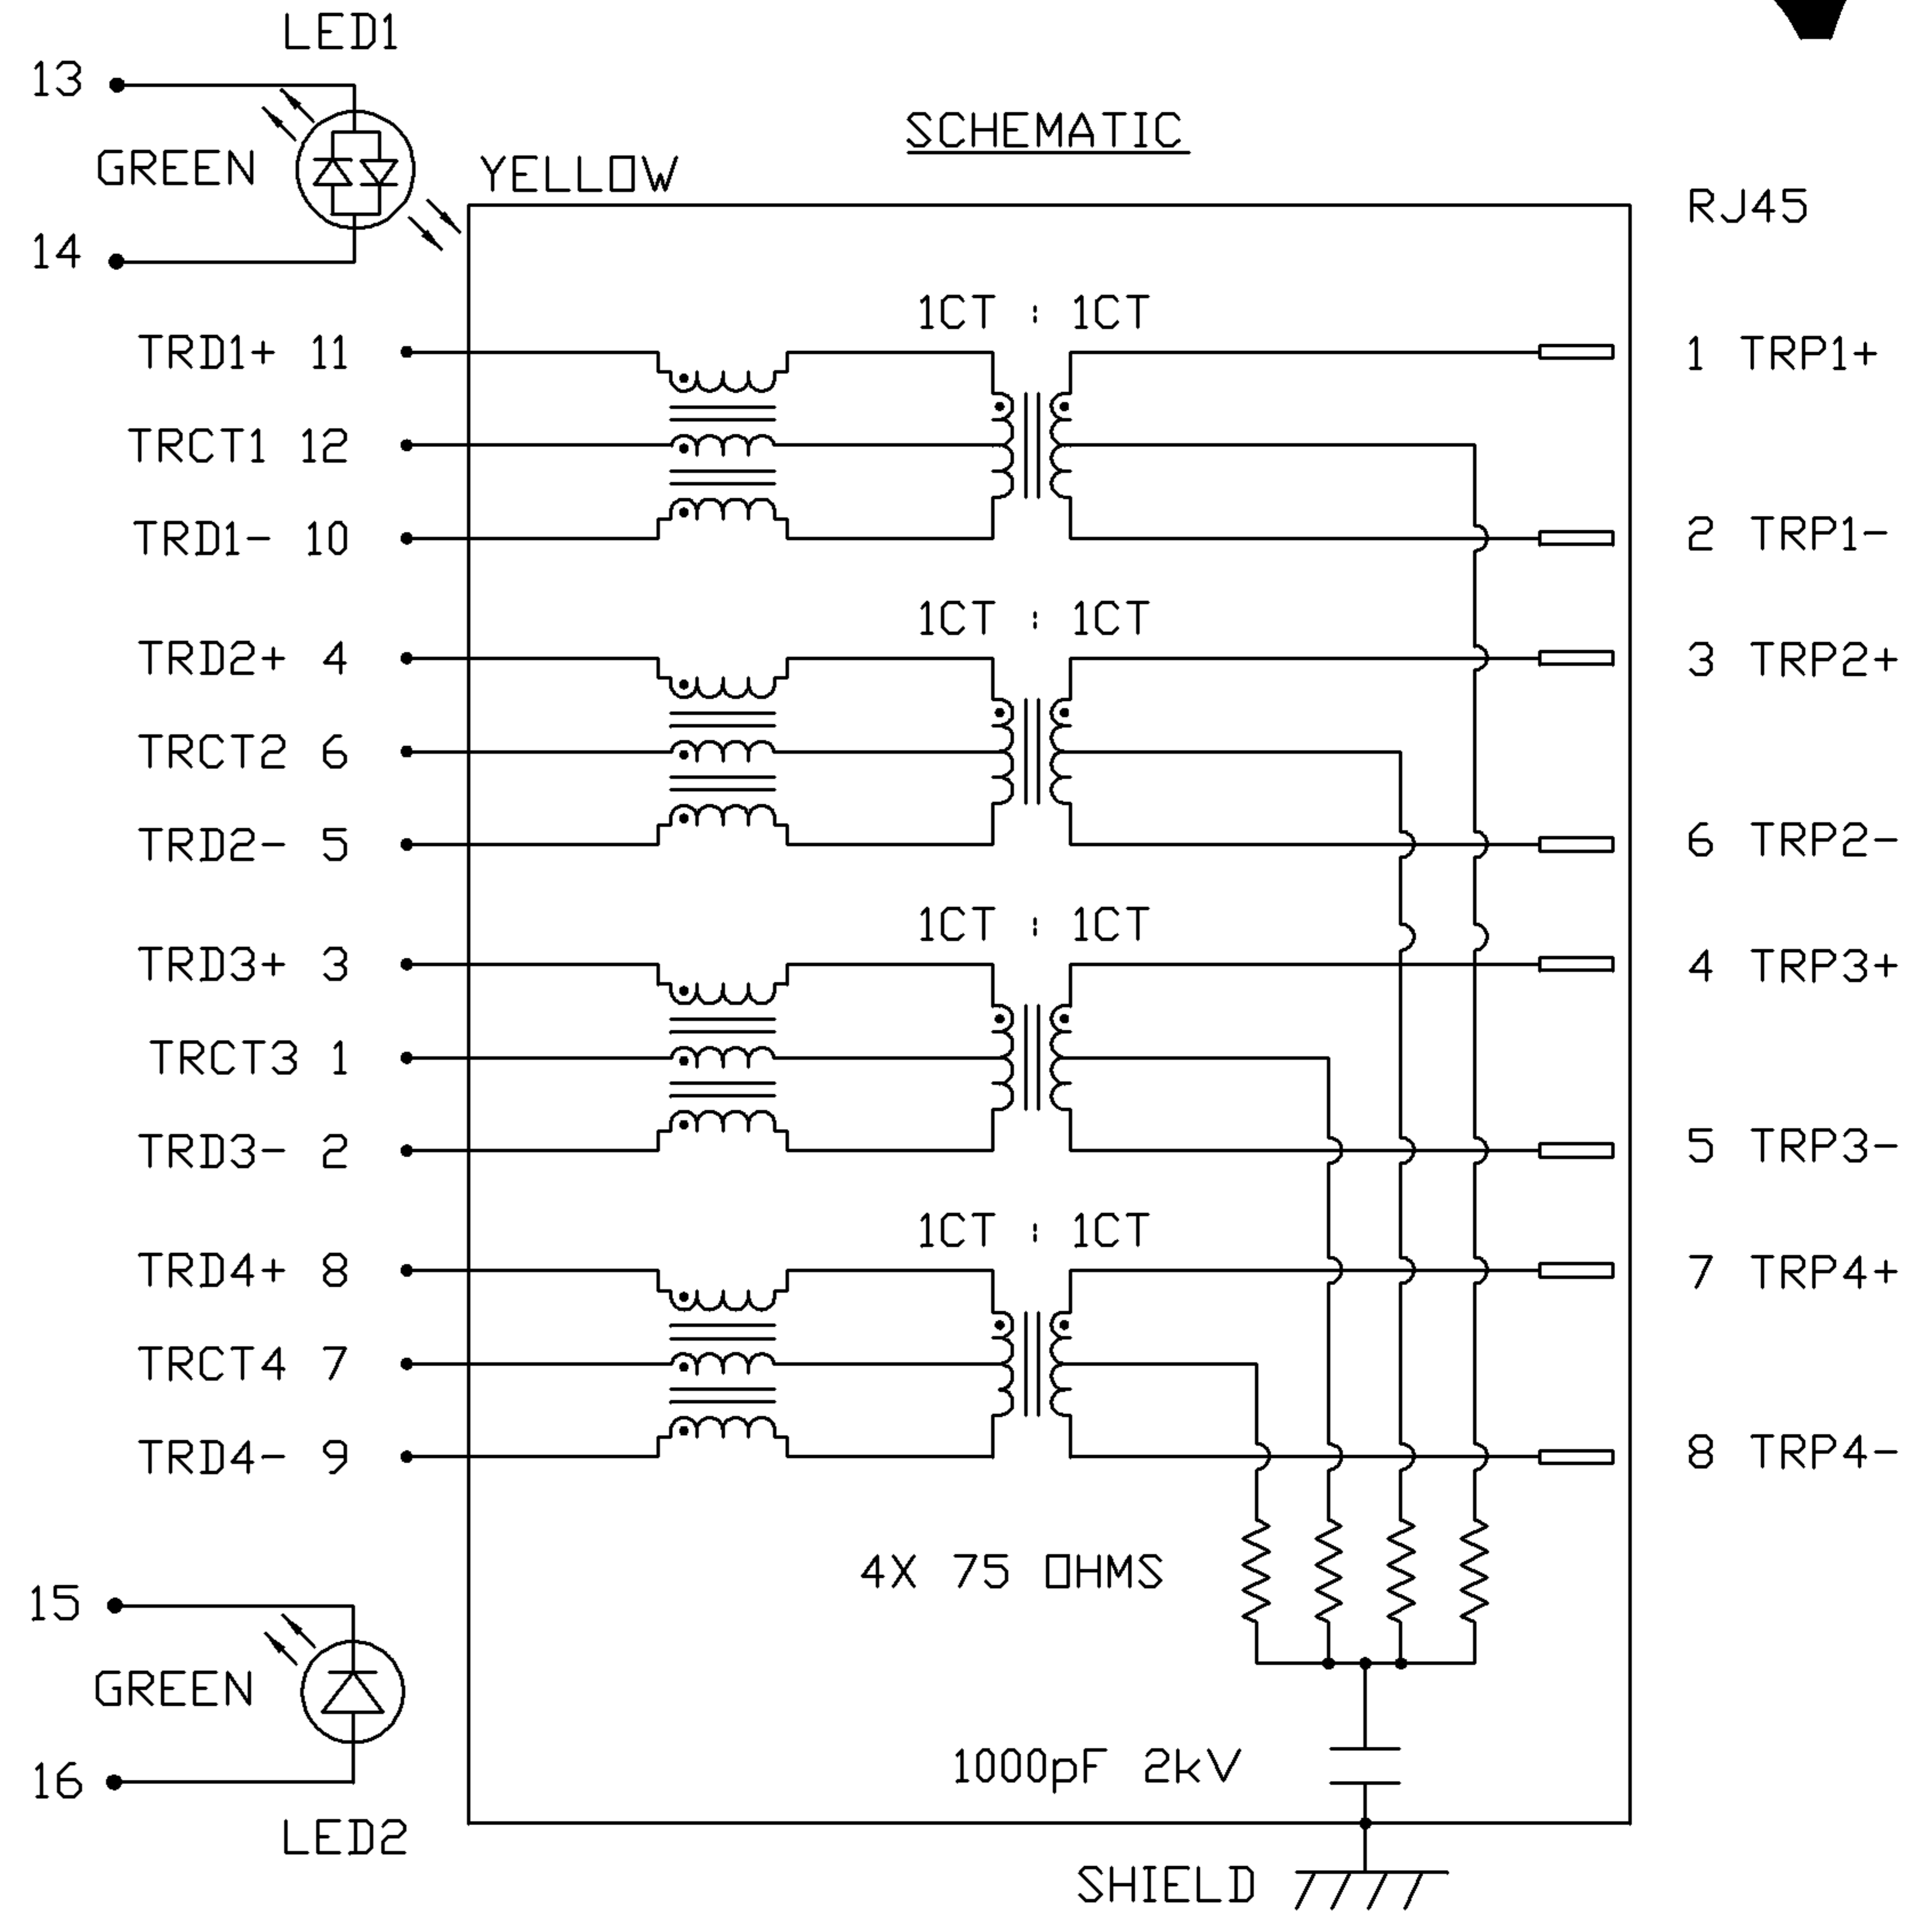 LED1
13
SCHEMATIC
GREEN
YELLOW
RJ45
14
1CT : 1CT
TRD1+ 11
1 TRP1+
TRCT1 12
TRD1- 10
2 TRP1-
1CT : 1CT
TRD2+ 4
3 TRP2+
TRCT2 6
TRD2- 5
6 TRP2-
1CT : 1CT
TRD3+ 3
4 TRP3+
TRCT3 1
TRD3- 2
5 TRP3-
1CT : 1CT
TRD4+ 8
7 TRP4+
TRCT4 7
TRD4- 9
8 TRP4-
4X 75 OHMS
15
GREEN
16
1000pF 2kV
LED2
SHIELD